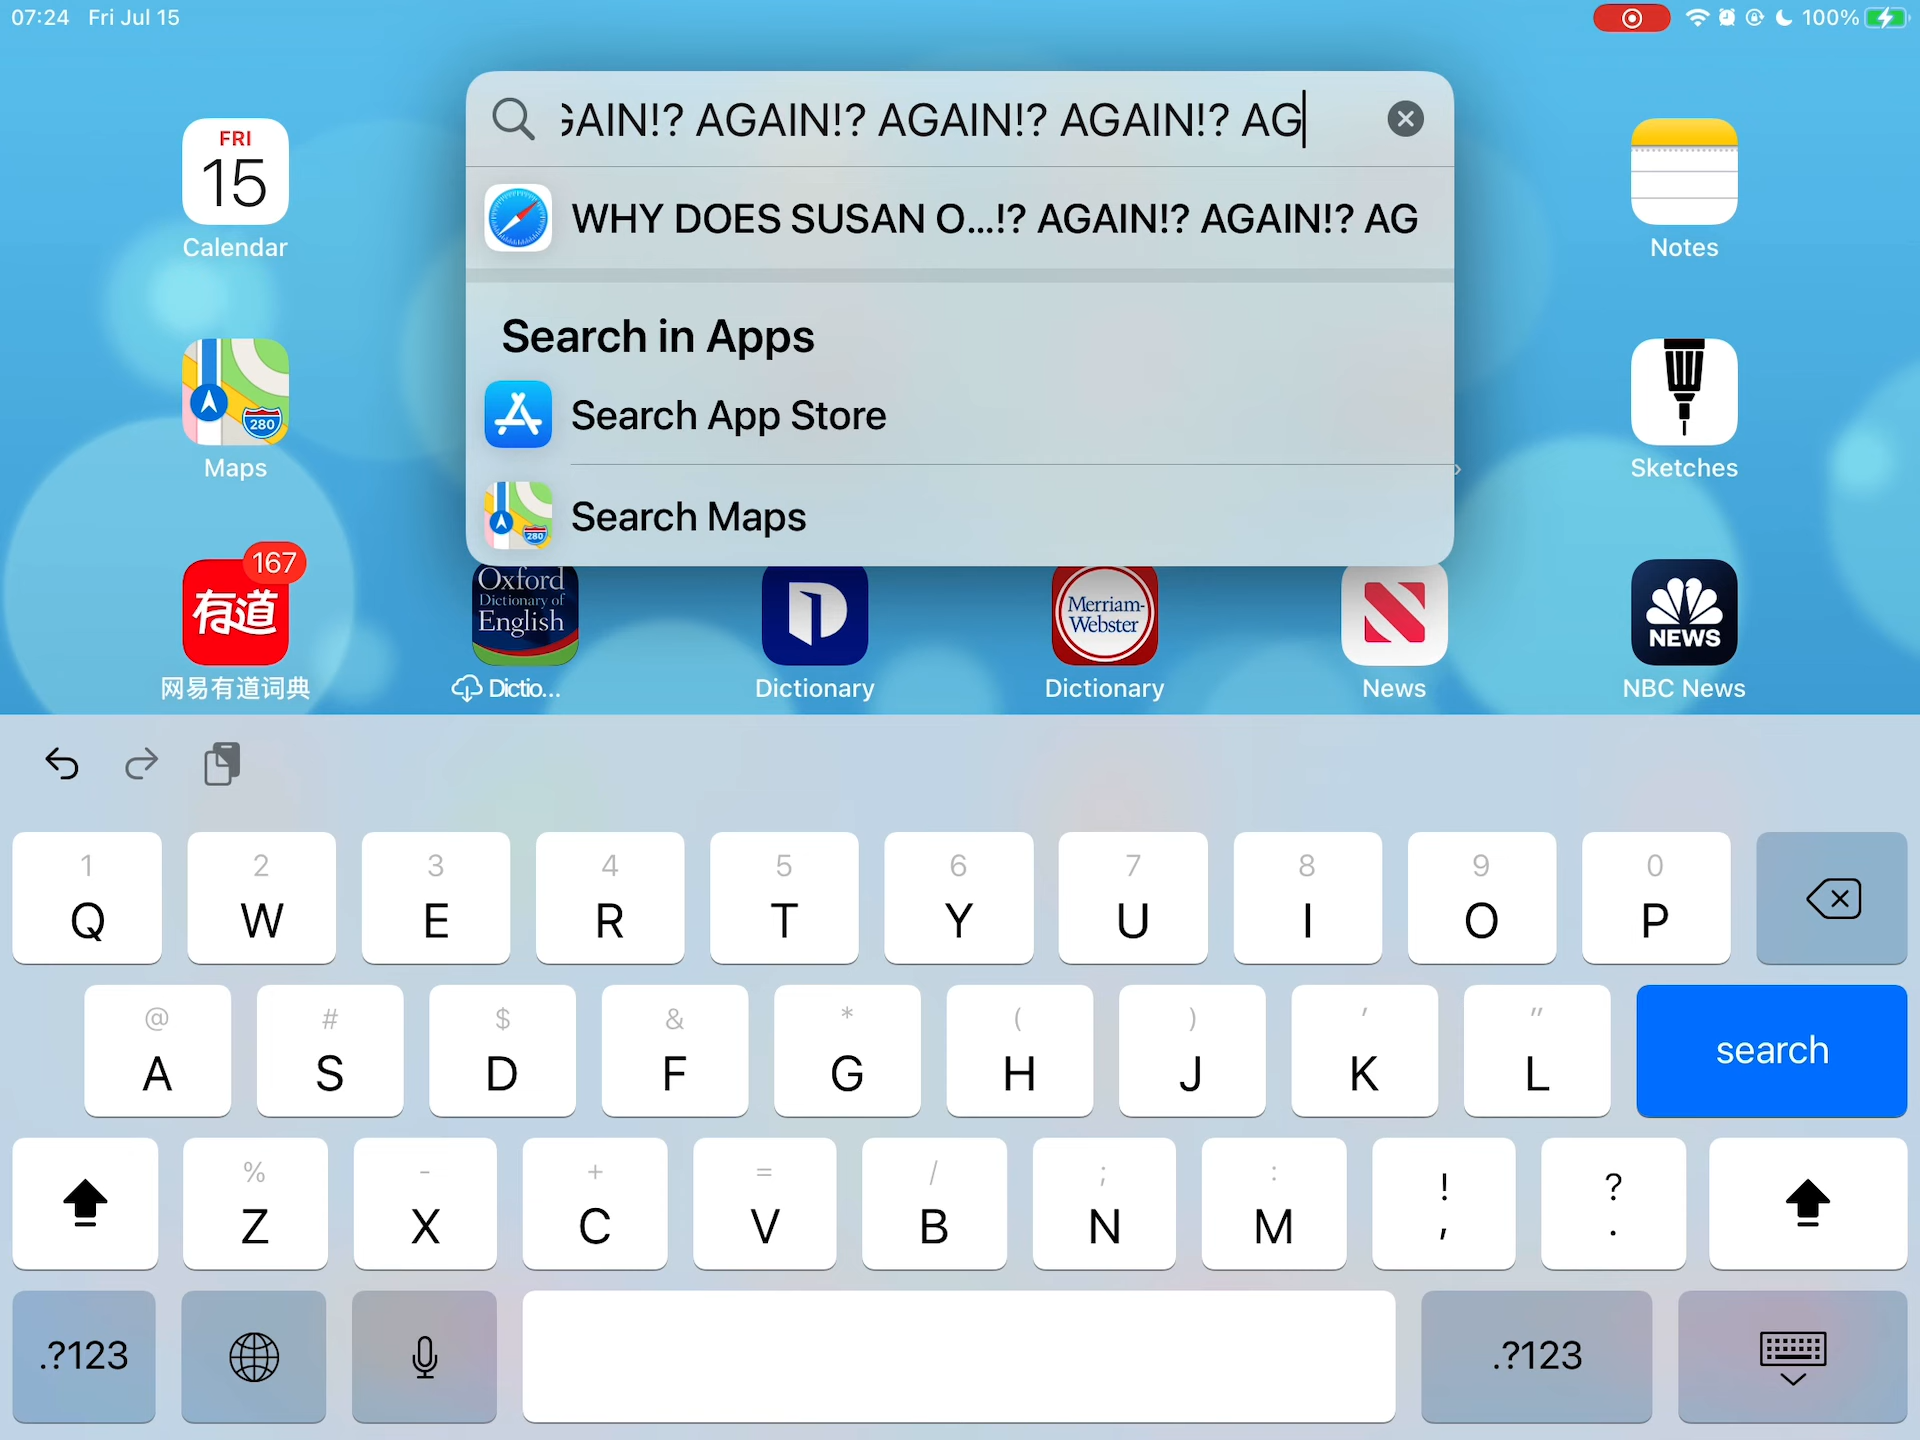 07:24 Fri Jul 15
100%
GAIN!? AGAIN!? AGAIN!? AGAIN!? AG
WHY DOES SUSAN O...!? AGAIN!? AGAIN!? AG
Search in Apps
Search App Store
280
Search Maps
FRI
15
Calendar
Notes
280
Maps
Sketches
167
有道
网易有道词典
Oxford
Dictionary of
English
Dictio...
Dictionary
Merriam-
Webster
Dictionary
News
NEWS
NBC News
1 2 3 4 5 6 7 8 9 0
Q W E R T Y U I O P
@ # $ & * ( ) ' "
A S D F G H J K L search
% - + = / ; : ! ?
Z X C V B N M , .
.?123 .?123